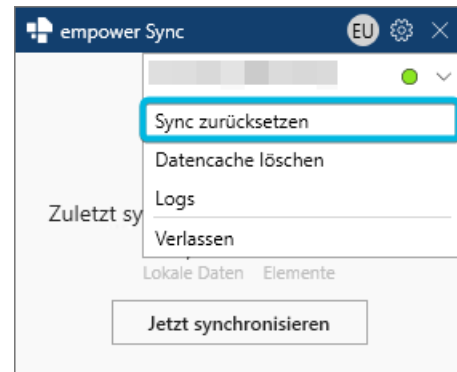 empower Sync EU
Sync zurücksetzen
Datencache löschen
Logs
Zuletzt sy
Verlassen
Lokale Daten Elemente
Jetzt synchronisieren